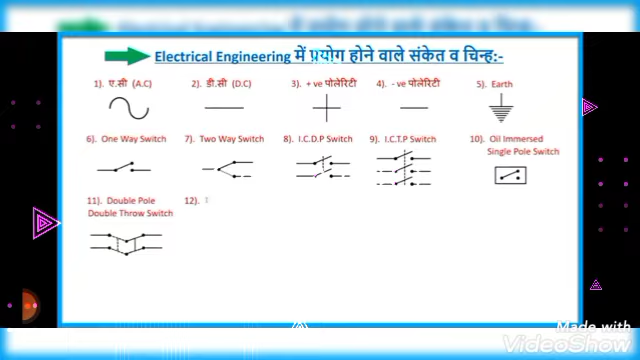 Electrical Engineering में प्रयोग होने वाले संकेत व चिन्ह:-
1). ए.सी (A.C)
2). डी.सी (D.C)
3). + ve पोलेरिटी
4). - ve पोलेरिटी
5). Earth
6). One Way Switch
7). Two Way Switch
8). I.C.D.P Switch
9). I.C.T.P Switch
10). Oil Immersed
Single Pole Switch
11). Double Pole
Double Throw Switch
12).
Made with
VideoShow